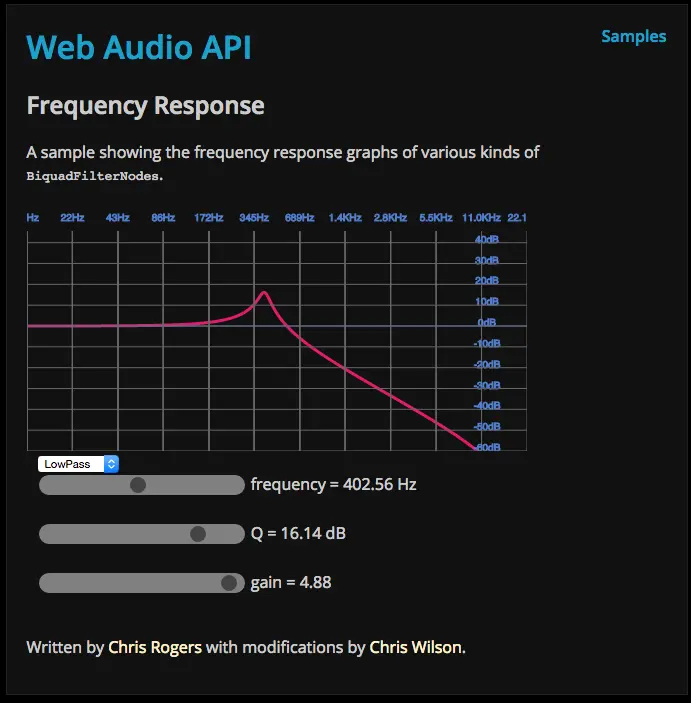 Web Audio API
Samples
Frequency Response
A sample showing the frequency response graphs of various kinds of
BiquadFilterNodes.
Hz 22Hz 43Hz 86Hz 172Hz 345Hz 689Hz 1.4KHz 2.8KHz 5.5KHz 11.0KHz 22.1
40dB
30dB
20dB
10dB
0dB
-10dB
-20dB
-30dB
-40dB
-50dB
-60dB
LowPass
frequency = 402.56 Hz
Q = 16.14 dB
gain = 4.88
Written by Chris Rogers with modifications by Chris Wilson.